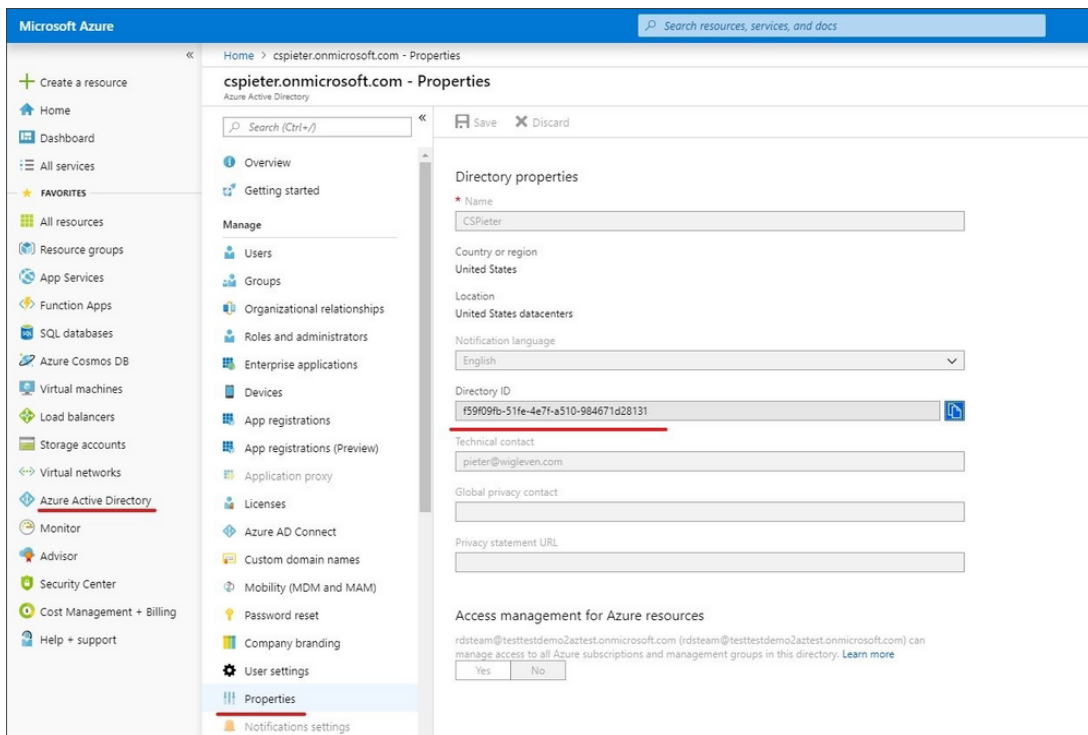 Microsoft Azure
Search resources, services, and docs
«
Create a resource
Home
Dashboard
All services
FAVORITES
All resources
Resource groups
App Services
Function Apps
SQL databases
Azure Cosmos DB
Virtual machines
Load balancers
Storage accounts
Virtual networks
Azure Active Directory
Monitor
Advisor
Security Center
Cost Management + Billing
Help + support
Home > cspieter.onmicrosoft.com - Properties
cspieter.onmicrosoft.com - Properties
Azure Active Directory
Search (Ctrl+/)
«
Overview
Getting started
Manage
Users
Groups
Organizational relationships
Roles and administrators
Enterprise applications
Devices
App registrations
App registrations (Preview)
Application proxy
Licenses
Azure AD Connect
Custom domain names
Mobility (MDM and MAM)
Password reset
Company branding
User settings
Properties
Notifications settings
Save Discard
Directory properties
* Name
CSPieter
Country or region
United States
Location
United States datacenters
Notification language
English
Directory ID
f59f09fb-51fe-4e7f-a510-984671d28131
Technical contact
pieter@wigleven.com
Global privacy contact
Privacy statement URL
Access management for Azure resources
rdsteam@testtestdemo2aztest.onmicrosoft.com (rdsteam@testtestdemo2aztest.onmicrosoft.com) can
manage access to all Azure subscriptions and management groups in this directory. Learn more
Yes No